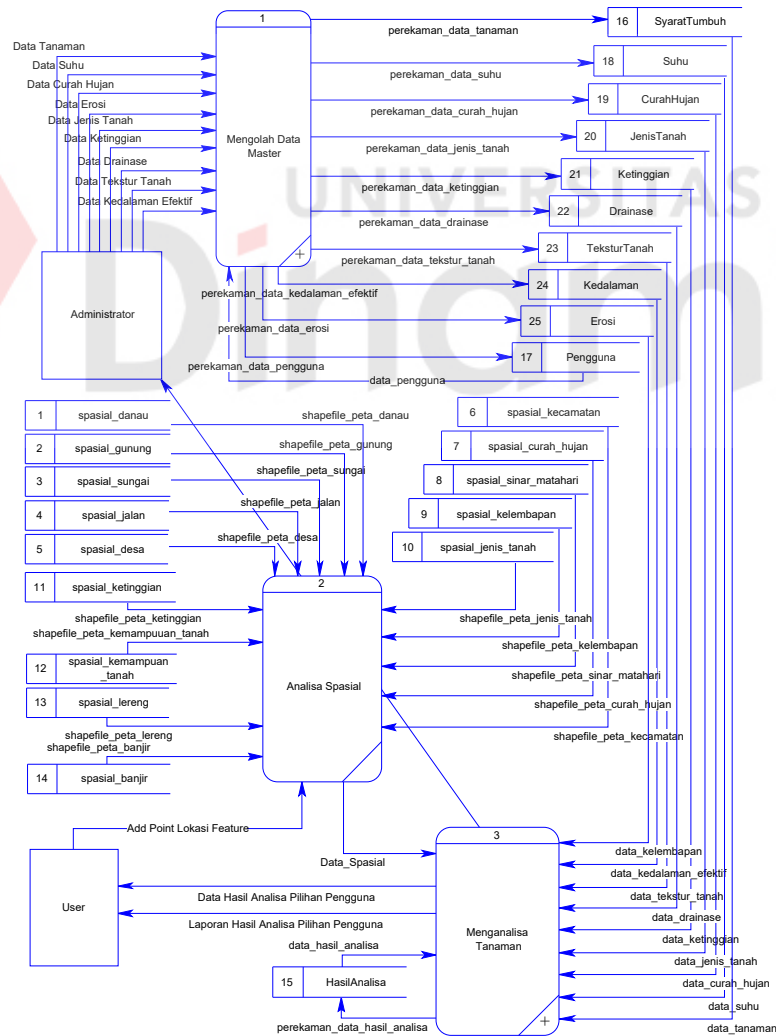 1
Mengolah Data
Master
+
16 SyaratTumbuh
18 Suhu
19 CurahHujan
20 JenisTanah
21 Ketinggian
22 Drainase
23 TeksturTanah
24 Kedalaman
25 Erosi
17 Pengguna
Data Tanaman
Data Suhu
Data Curah Hujan
Data Erosi
Data Jenis Tanah
Data Ketinggian
Data Drainase
Data Tekstur Tanah
Data Kedalaman Efektif
perekaman_data_tanaman
perekaman_data_suhu
perekaman_data_curah_hujan
perekaman_data_jenis_tanah
perekaman_data_ketinggian
perekaman_data_drainase
perekaman_data_tekstur_tanah
perekaman_data_kedalaman_efektif
perekaman_data_erosi
perekaman_data_pengguna
data_pengguna
UNIVERSITAS
Dinam
Administrator
1 spasial_danau
2 spasial_gunung
3 spasial_sungai
4 spasial_jalan
5 spasial_desa
11 spasial_ketinggian
12 spasial_kemampuan
_tanah
13 spasial_lereng
14 spasial_banjir
shapefile_peta_danau
shapefile_peta_gunung
shapefile_peta_sungai
shapefile_peta_jalan
shapefile_peta_desa
shapefile_peta_ketinggian
shapefile_peta_kemampuuan_tanah
shapefile_peta_lereng
shapefile_peta_banjir
6 spasial_kecamatan
7 spasial_curah_hujan
8 spasial_sinar_matahari
9 spasial_kelembapan
10 spasial_jenis_tanah
shapefile_peta_jenis_tanah
shapefile_peta_kelembapan
shapefile_peta_sinar_matahari
shapefile_peta_curah_hujan
shapefile_peta_kecamatan
2
Analisa Spasial
Add Point Lokasi Feature
Data_Spasial
User
Data Hasil Analisa Pilihan Pengguna
Laporan Hasil Analisa Pilihan Pengguna
data_hasil_analisa
15 HasilAnalisa
perekaman_data_hasil_analisa
3
Menganalisa
Tanaman
+
data_kelembapan
data_kedalaman_efektif
data_tekstur_tanah
data_drainase
data_ketinggian
data_jenis_tanah
data_curah_hujan
data_suhu
data_tanaman